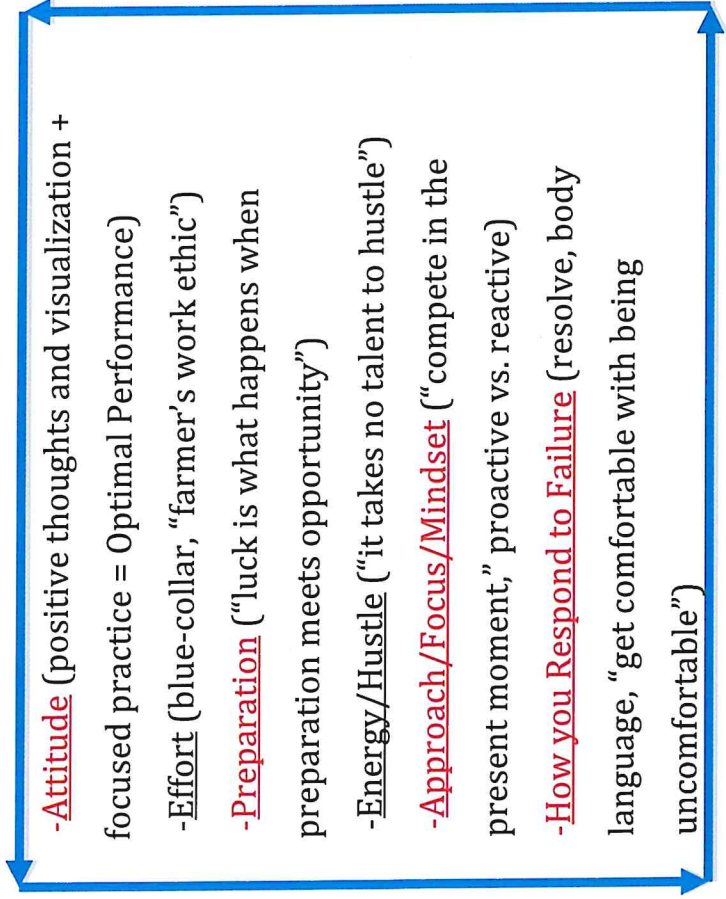 -Attitude (positive thoughts and visualization +
focused practice = Optimal Performance)
-Effort (blue-collar, “farmer’s work ethic”)
-Preparation (“luck is what happens when
preparation meets opportunity”)
-Energy/Hustle (“it takes no talent to hustle”)
-Approach/Focus/Mindset (“compete in the
present moment,” proactive vs. reactive)
-How you Respond to Failure (resolve, body
language, “get comfortable with being
uncomfortable”)